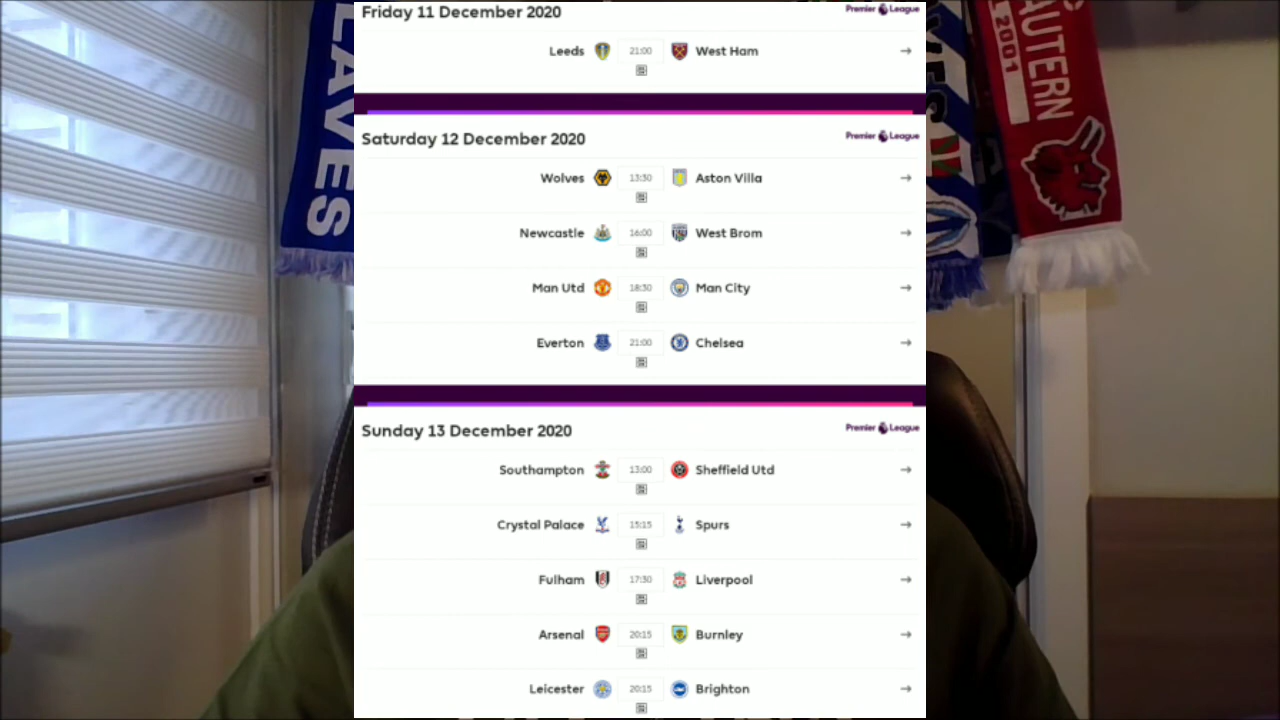 LAVES
Friday 11 December 2020
Premier League
Leeds 21:00 West Ham
Saturday 12 December 2020
Premier League
Wolves 13:30 Aston Villa
Newcastle 16:00 West Brom
Man Utd 18:30 Man City
Everton 21:00 Chelsea
Sunday 13 December 2020
Premier League
Southampton 13:00 Sheffield Utd
Crystal Palace 15:15 Spurs
Fulham 17:30 Liverpool
Arsenal 20:15 Burnley
Leicester 20:15 Brighton
2001
AUTERN